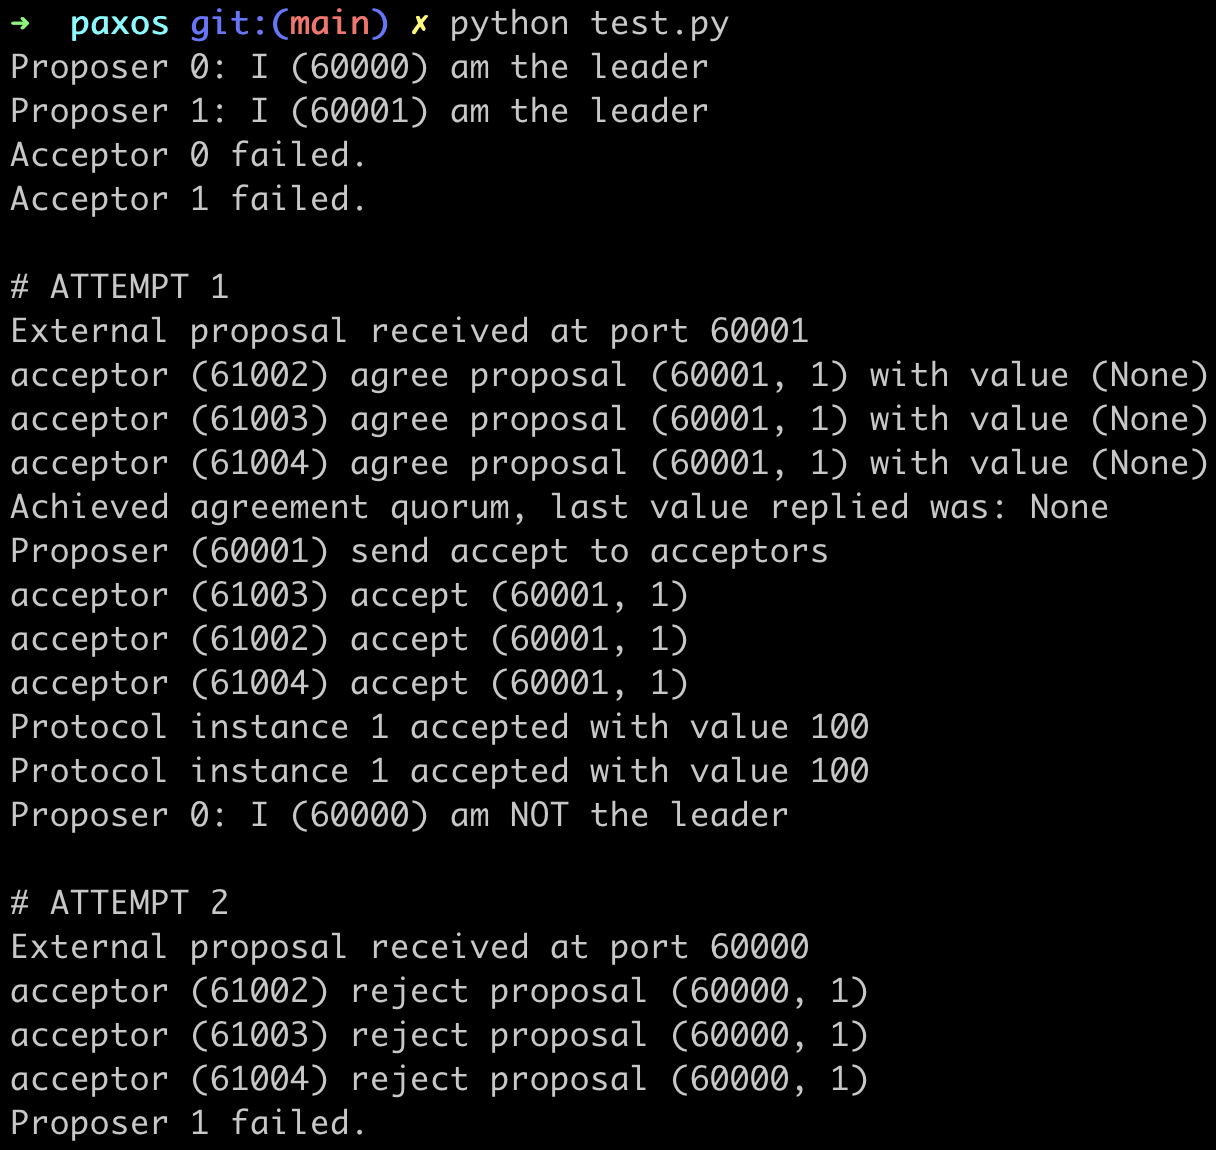 ➜  paxos git:(main) ✗ python test.py
Proposer 0: I (60000) am the leader
Proposer 1: I (60001) am the leader
Acceptor 0 failed.
Acceptor 1 failed.

# ATTEMPT 1
External proposal received at port 60001
acceptor (61002) agree proposal (60001, 1) with value (None)
acceptor (61003) agree proposal (60001, 1) with value (None)
acceptor (61004) agree proposal (60001, 1) with value (None)
Achieved agreement quorum, last value replied was: None
Proposer (60001) send accept to acceptors
acceptor (61003) accept (60001, 1)
acceptor (61002) accept (60001, 1)
acceptor (61004) accept (60001, 1)
Protocol instance 1 accepted with value 100
Protocol instance 1 accepted with value 100
Proposer 0: I (60000) am NOT the leader

# ATTEMPT 2
External proposal received at port 60000
acceptor (61002) reject proposal (60000, 1)
acceptor (61003) reject proposal (60000, 1)
acceptor (61004) reject proposal (60000, 1)
Proposer 1 failed.